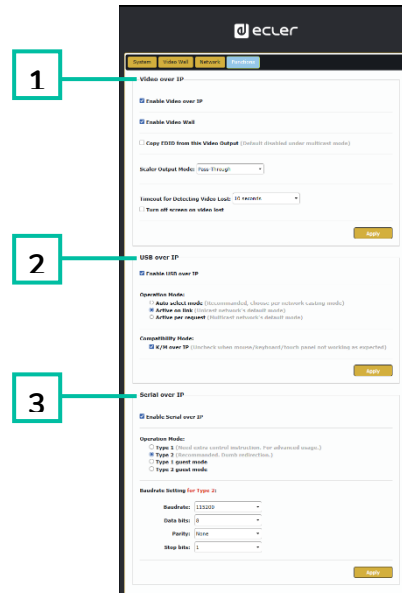 ecler
System Video Wall Network Functions
1
Video over IP
Enable Video over IP
Enable Video Wall
Copy EDID from this Video Output (Default disabled under multicast mode)
Scaler Output Mode: Pass-Through
Timeout for Detecting Video Lost: 10 seconds
Turn off screen on video lost
Apply
2
USB over IP
Enable USB over IP
Operation Mode:
Auto select mode (Recommanded, choose per network casting mode)
Active on link (Unicast network's default mode)
Active per request (Multicast network's default mode)
Compatibility Mode:
K/M over IP (Uncheck when mouse/keyboard/touch panel not working as expected)
Apply
3
Serial over IP
Enable Serial over IP
Operation Mode:
Type 1 (Need extra control instruction. For advanced usage.)
Type 2 (Recommanded. Dumb redirection.)
Type 1 guest mode
Type 2 guest mode
Baudrate Setting for Type 2:
Baudrate: 115200
Data bits: 8
Parity: None
Stop bits: 1
Apply